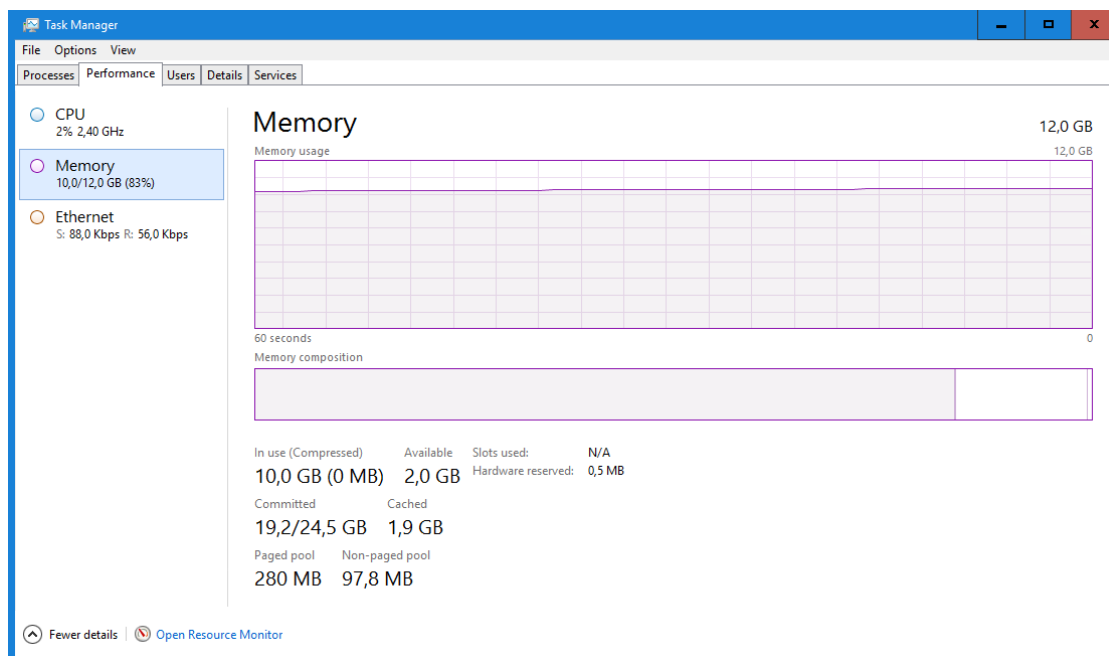 Task Manager
File Options View
Processes Performance Users Details Services
CPU
2% 2,40 GHz
Memory
10,0/12,0 GB (83%)
Ethernet
S: 88,0 Kbps R: 56,0 Kbps
Memory 12,0 GB
Memory usage 12,0 GB
60 seconds 0
Memory composition
In use (Compressed) Available Slots used: N/A
10,0 GB (0 MB) 2,0 GB Hardware reserved: 0,5 MB
Committed Cached
19,2/24,5 GB 1,9 GB
Paged pool Non-paged pool
280 MB 97,8 MB
Fewer details Open Resource Monitor